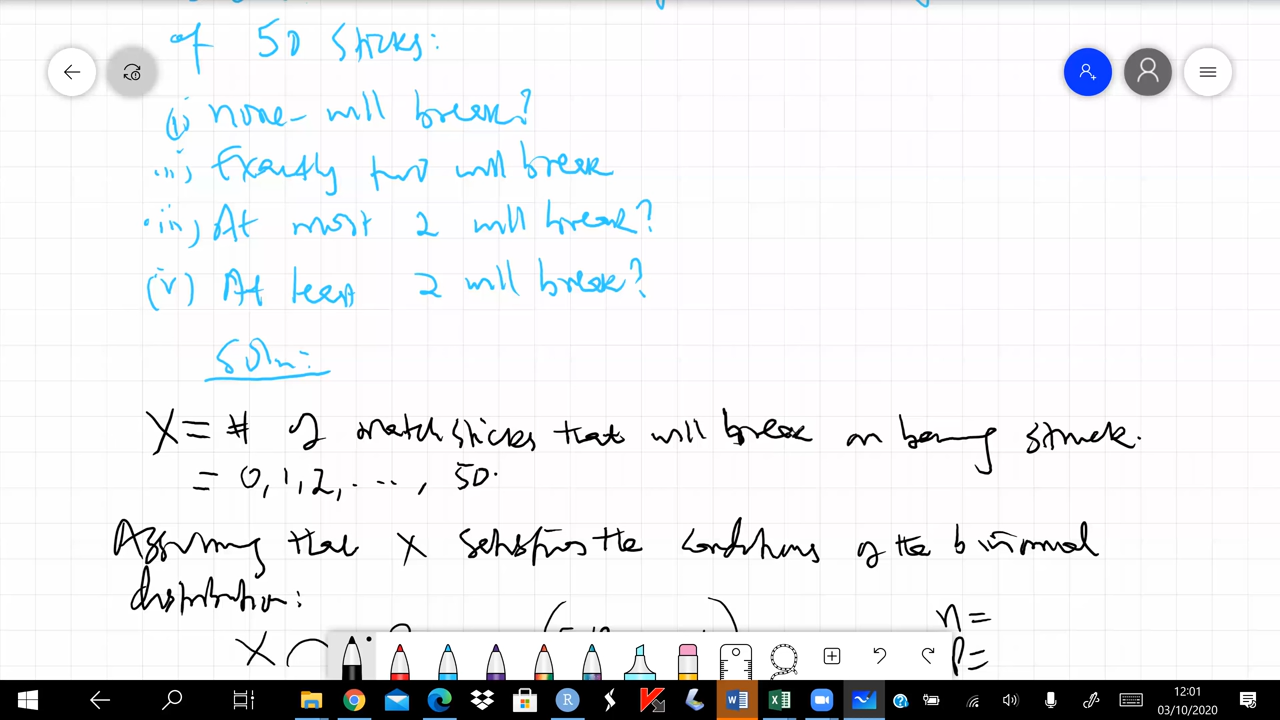 of 50 sticks:
(i) none will break?
(ii) Exactly two will break
(iii) At most 2 will break?
(iv) At least 2 will break?
Soln:
X = # of match sticks that will break on being struck.
= 0, 1, 2, ..., 50.
Assuming that X satisfies the conditions of the binomial
distribution:
n =
X
p =
12:01
03/10/2020